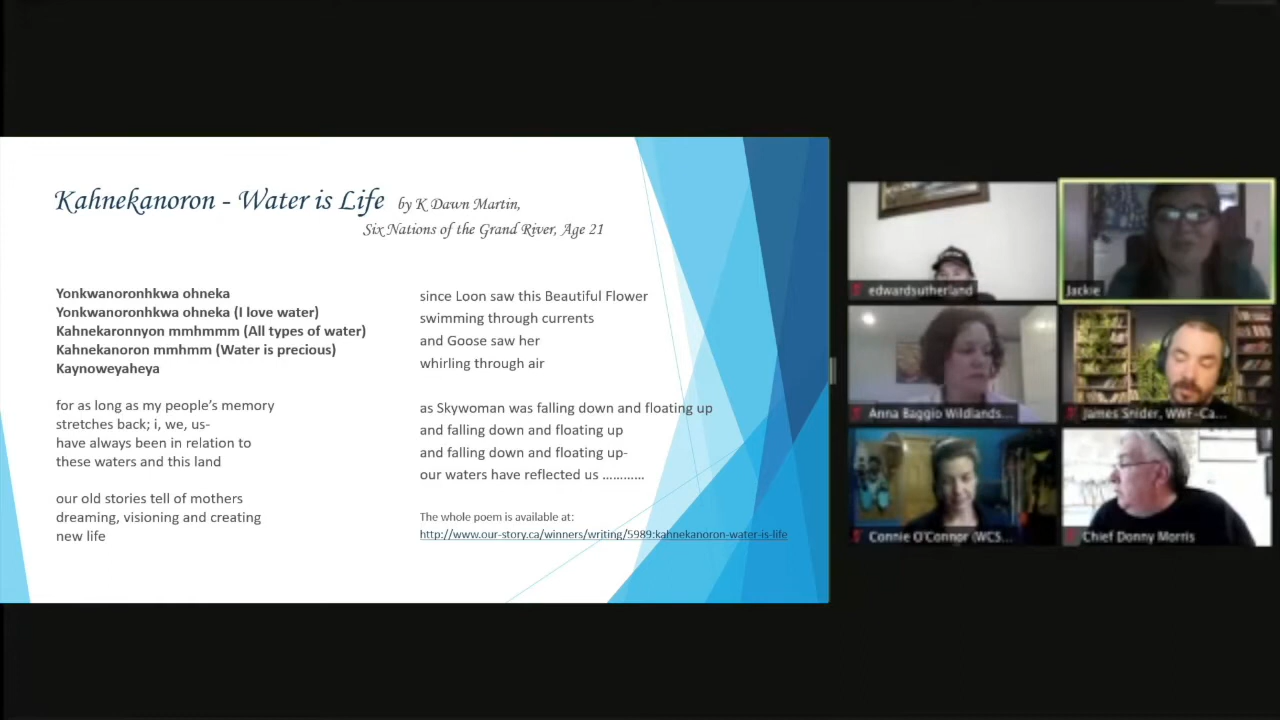 Kahnekanoron - Water is Life by K Dawn Martin,
Six Nations of the Grand River, Age 21
Yonkwanoronhkwa ohneka
Yonkwanoronhkwa ohneka (I love water)
Kahnekaronnyon mmhmmm (All types of water)
Kahnekanoron mmhmm (Water is precious)
Kaynoweyaheya
for as long as my people's memory
stretches back; i, we, us-
have always been in relation to
these waters and this land
our old stories tell of mothers
dreaming, visioning and creating
new life
since Loon saw this Beautiful Flower
swimming through currents
and Goose saw her
whirling through air
as Skywoman was falling down and floating up
and falling down and floating up
and falling down and floating up-
our waters have reflected us …………
The whole poem is available at:
http://www.our-story.ca/winners/writing/5989:kahnekanoron-water-is-life
edwardsutherland
Jackie
Anna Baggio Wildlands...
James Snider, WWF-Ca...
Connie O'Connor (WCS...
Chief Donny Morris